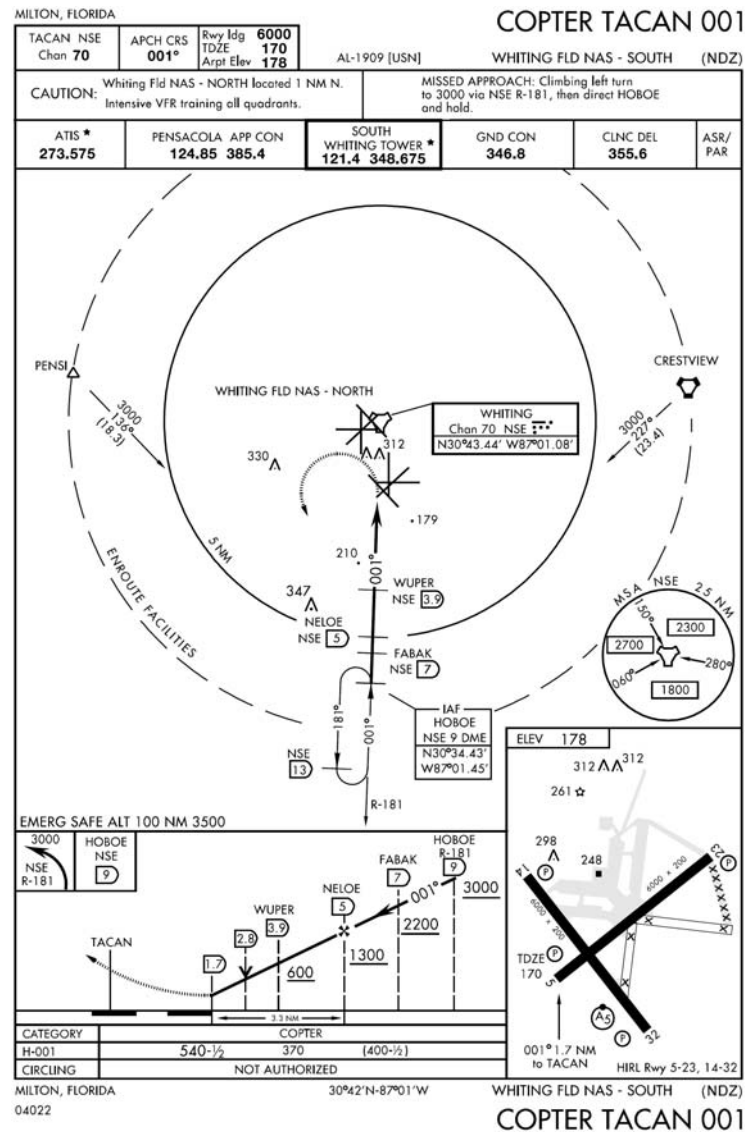 MILTON, FLORIDA
COPTER TACAN 001
TACAN NSE
Chan 70
APCH CRS
001°
Rwy ldg 6000
TDZE 170
Arpt Elev 178
AL-1909 [USN]
WHITING FLD NAS - SOUTH (NDZ)
CAUTION: Whiting Fld NAS - NORTH located 1 NM N.
Intensive VFR training all quadrants.
MISSED APPROACH: Climbing left turn
to 3000 via NSE R-181, then direct HOBOE
and hold.
ATIS ★
273.575
PENSACOLA APP CON
124.85 385.4
SOUTH
WHITING TOWER ★
121.4 348.675
GND CON
346.8
CLNC DEL
355.6
ASR/
PAR
PENSI
3000
136°
(18.3)
CRESTVIEW
3000
227°
(23.4)
WHITING FLD NAS - NORTH
WHITING
Chan 70 NSE
N30°43.44' W87°01.08'
312
330
179
210
001°
5 NM
ENROUTE FACILITIES
347
WUPER
NSE 3.9
NELOE
NSE 5
FABAK
NSE 7
MSA NSE 25 NM
150°
2300
2700
280°
060°
1800
181°
001°
IAF
HOBOE
NSE 9 DME
N30°34.43'
W87°01.45'
NSE
13
R-181
EMERG SAFE ALT 100 NM 3500
ELEV 178
312 312
261
298
P
248
14
23
P
6000 x 200
6000 x 200
TDZE
170
P
5
A5
P
32
001° 1.7 NM
to TACAN
HIRL Rwy 5-23, 14-32
3000
NSE
R-181
HOBOE
NSE
9
HOBOE
R-181
9
FABAK
7
NELOE
5
WUPER
3.9
2.8
1.7
TACAN
001°
3000
2200
1300
600
3.3 NM
CATEGORY COPTER
H-001 540-½ 370 (400-½)
CIRCLING NOT AUTHORIZED
MILTON, FLORIDA
30°42'N-87°01'W
WHITING FLD NAS - SOUTH (NDZ)
04022
COPTER TACAN 001